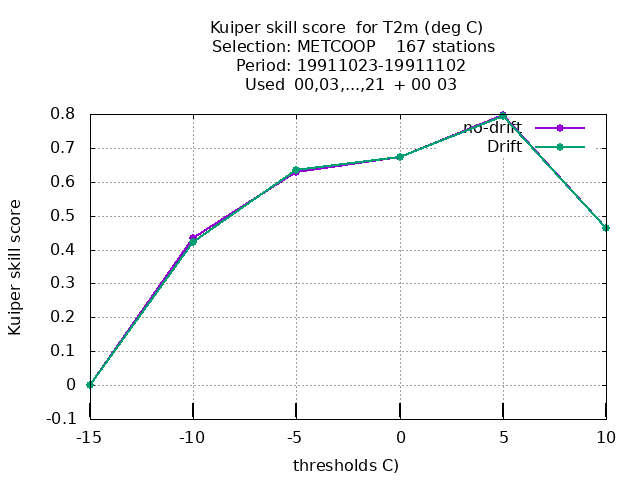 Kuiper skill score  for T2m (deg C)
Selection: METCOOP    167 stations
Period: 19911023-19911102
Used  00,03,...,21  + 00 03
no-drift
Drift
0.8
0.7
0.6
0.5
0.4
0.3
0.2
0.1
0
-0.1
-15
-10
-5
0
5
10
Kuiper skill score
thresholds C)